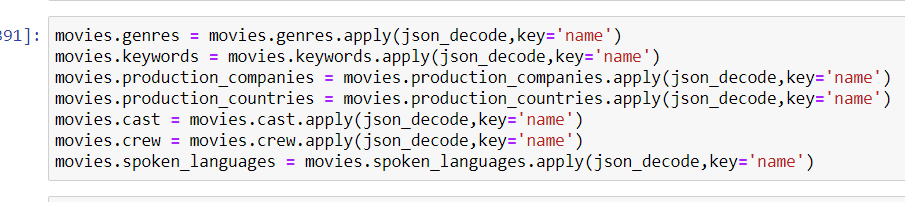 391]:
movies.genres = movies.genres.apply(json_decode,key='name')
movies.keywords = movies.keywords.apply(json_decode,key='name')
movies.production_companies = movies.production_companies.apply(json_decode,key='name')
movies.production_countries = movies.production_countries.apply(json_decode,key='name')
movies.cast = movies.cast.apply(json_decode,key='name')
movies.crew = movies.crew.apply(json_decode,key='name')
movies.spoken_languages = movies.spoken_languages.apply(json_decode,key='name')